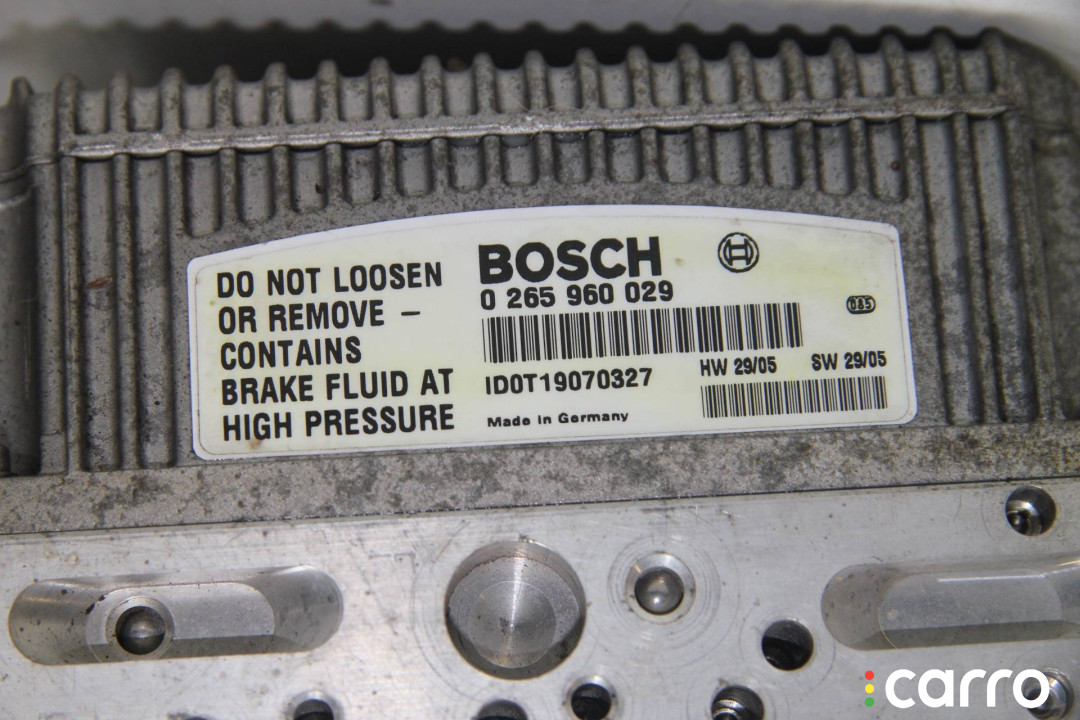 DO NOT LOOSEN
OR REMOVE –
CONTAINS
BRAKE FLUID AT
HIGH PRESSURE
BOSCH
0 265 960 029
085
ID0T19070327
HW 29/05 SW 29/05
Made in Germany
carro